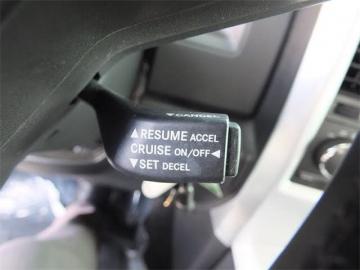 ▼CANCEL
▲RESUME ACCEL
CRUISE ON/OFF◄
▼SET DECEL